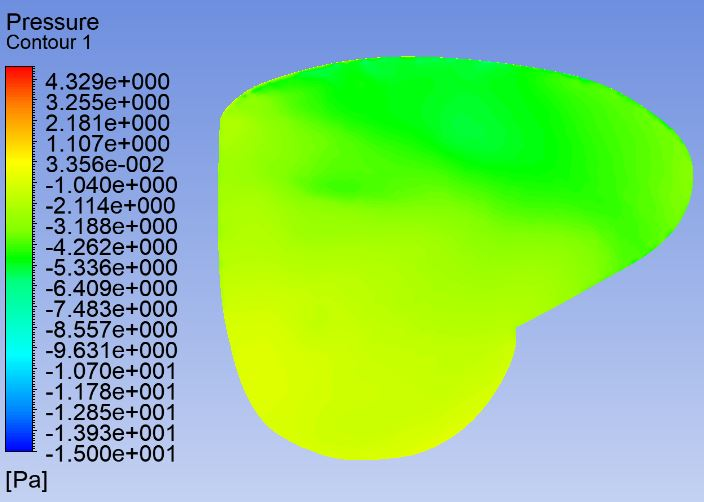 Pressure
Contour 1
4.329e+000
3.255e+000
2.181e+000
1.107e+000
3.356e-002
-1.040e+000
-2.114e+000
-3.188e+000
-4.262e+000
-5.336e+000
-6.409e+000
-7.483e+000
-8.557e+000
-9.631e+000
-1.070e+001
-1.178e+001
-1.285e+001
-1.393e+001
-1.500e+001
[Pa]